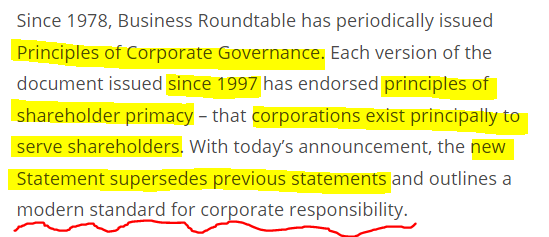 Since 1978, Business Roundtable has periodically issued
Principles of Corporate Governance. Each version of the
document issued since 1997 has endorsed principles of
shareholder primacy – that corporations exist principally to
serve shareholders. With today’s announcement, the new
Statement supersedes previous statements and outlines a
modern standard for corporate responsibility.